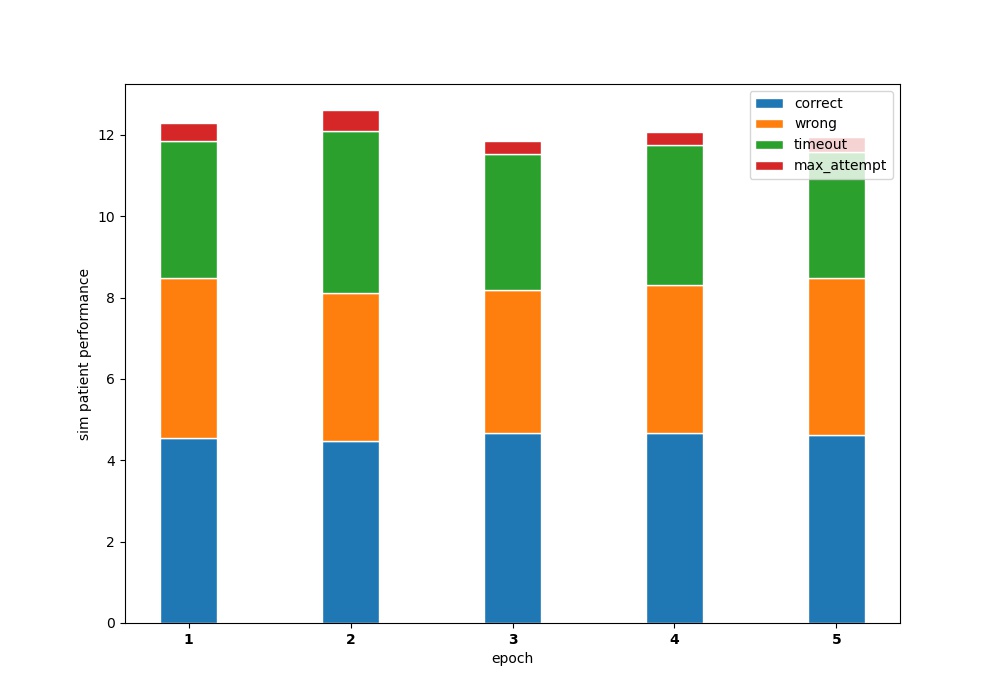 correct
wrong
timeout
max_attempt
12
10
8
6
4
2
0
sim patient performance
1 2 3 4 5
epoch